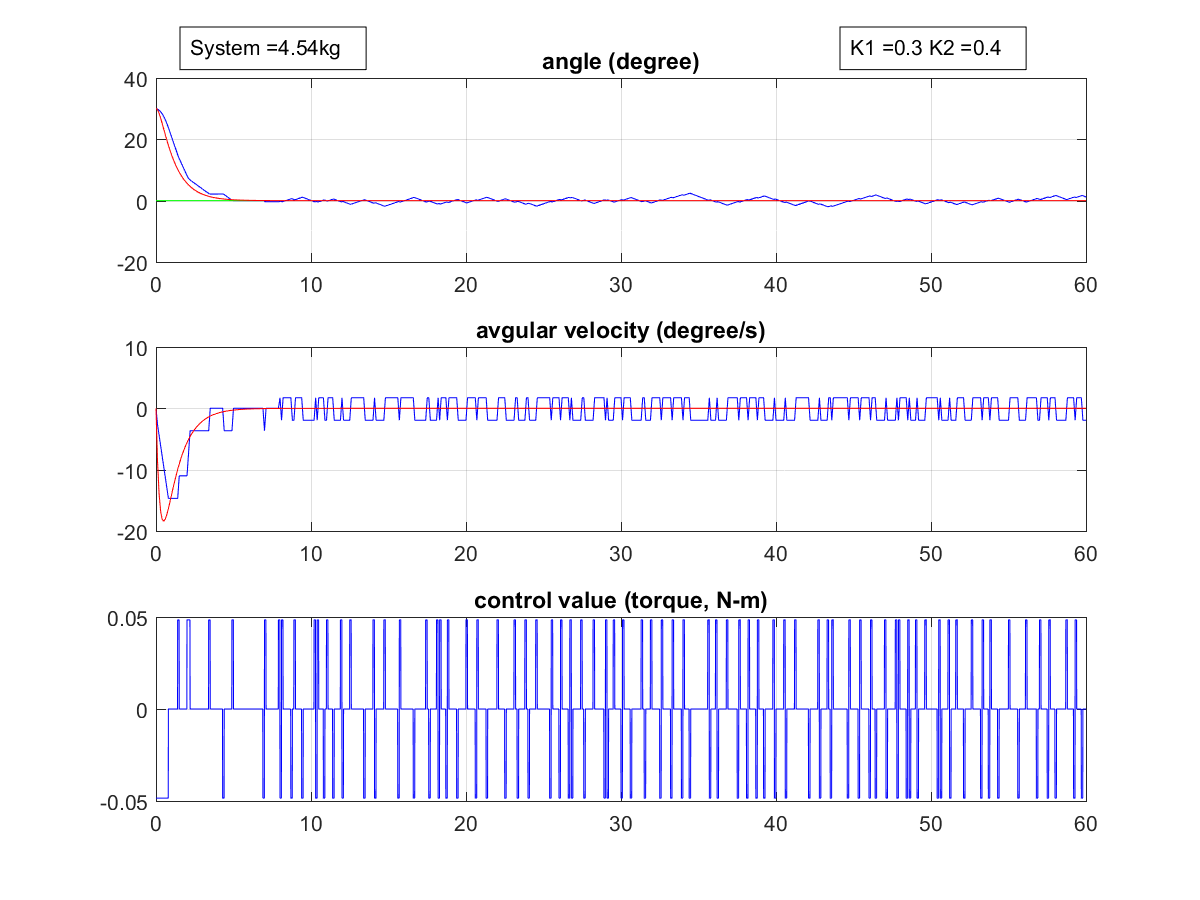 System =4.54kg
K1 =0.3 K2 =0.4
angle (degree)
40
20
0
-20
0 10 20 30 40 50 60
avgular velocity (degree/s)
10
0
-10
-20
0 10 20 30 40 50 60
control value (torque, N-m)
0.05
0
-0.05
0 10 20 30 40 50 60